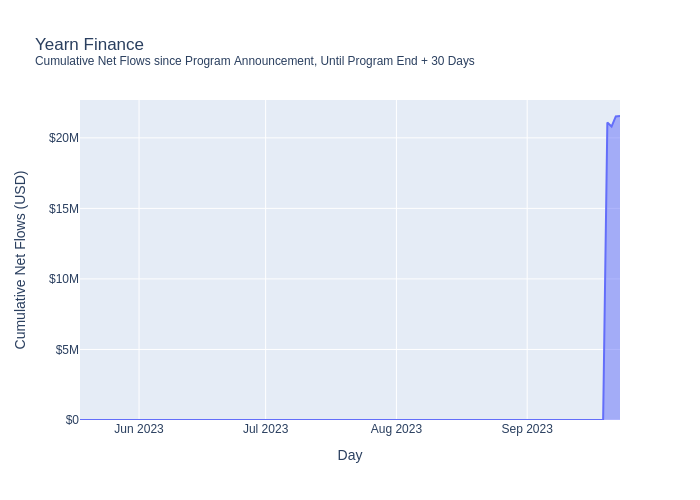 Yearn Finance
Cumulative Net Flows since Program Announcement, Until Program End + 30 Days
Cumulative Net Flows (USD)
$20M
$15M
$10M
$5M
$0
Jun 2023
Jul 2023
Aug 2023
Sep 2023
Day